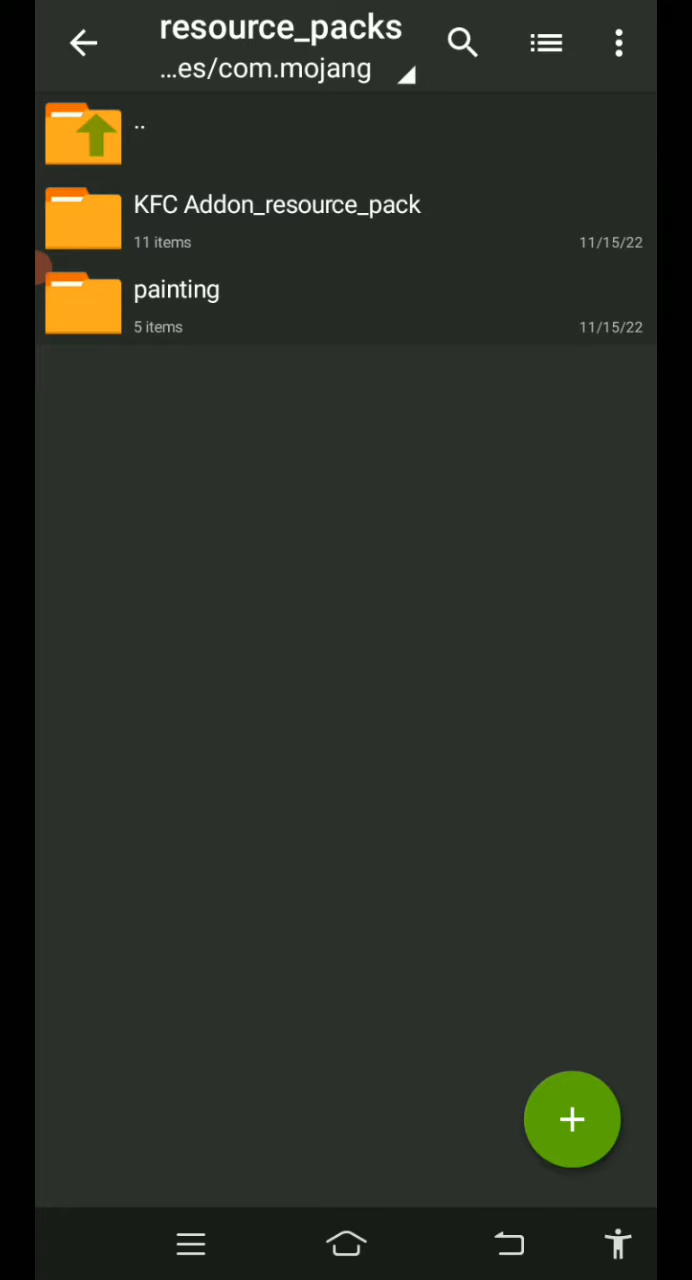 resource_packs
...es/com.mojang
..
KFC Addon_resource_pack
11 items
11/15/22
painting
5 items
11/15/22